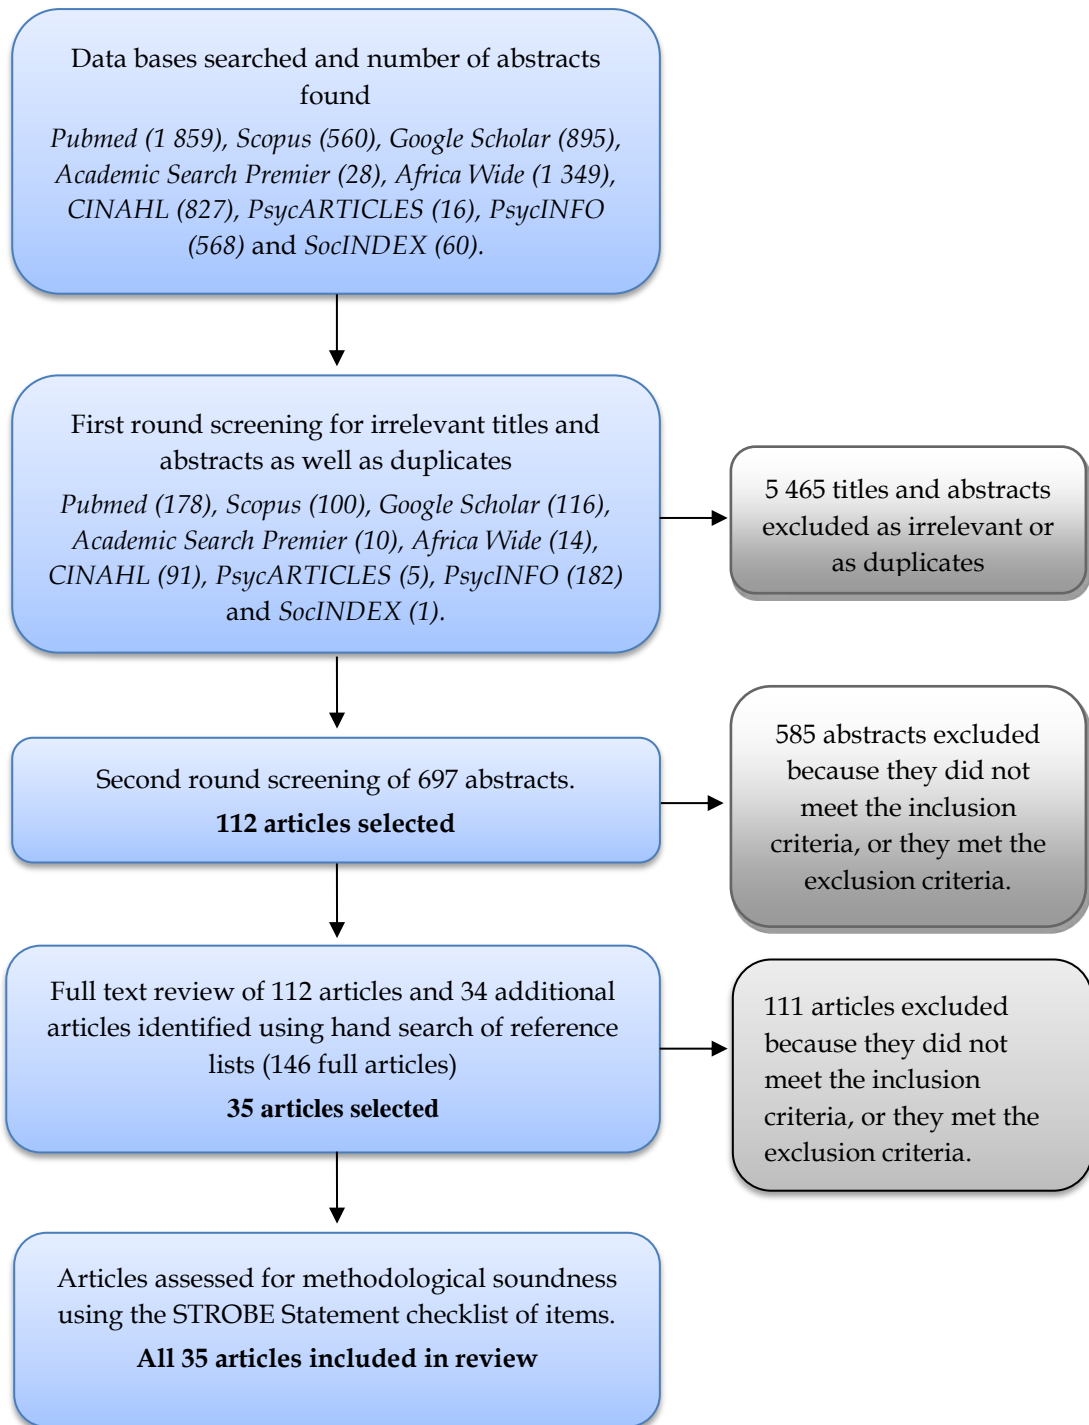 Data bases searched and number of abstracts
found
Pubmed (1 859), Scopus (560), Google Scholar (895),
Academic Search Premier (28), Africa Wide (1 349),
CINAHL (827), PsycARTICLES (16), PsycINFO
(568) and SocINDEX (60).
First round screening for irrelevant titles and
abstracts as well as duplicates
Pubmed (178), Scopus (100), Google Scholar (116),
Academic Search Premier (10), Africa Wide (14),
CINAHL (91), PsycARTICLES (5), PsycINFO (182)
and SocINDEX (1).
5 465 titles and abstracts
excluded as irrelevant or
as duplicates
Second round screening of 697 abstracts.
112 articles selected
585 abstracts excluded
because they did not
meet the inclusion
criteria, or they met the
exclusion criteria.
Full text review of 112 articles and 34 additional
articles identified using hand search of reference
lists (146 full articles)
35 articles selected
111 articles excluded
because they did not
meet the inclusion
criteria, or they met the
exclusion criteria.
Articles assessed for methodological soundness
using the STROBE Statement checklist of items.
All 35 articles included in review